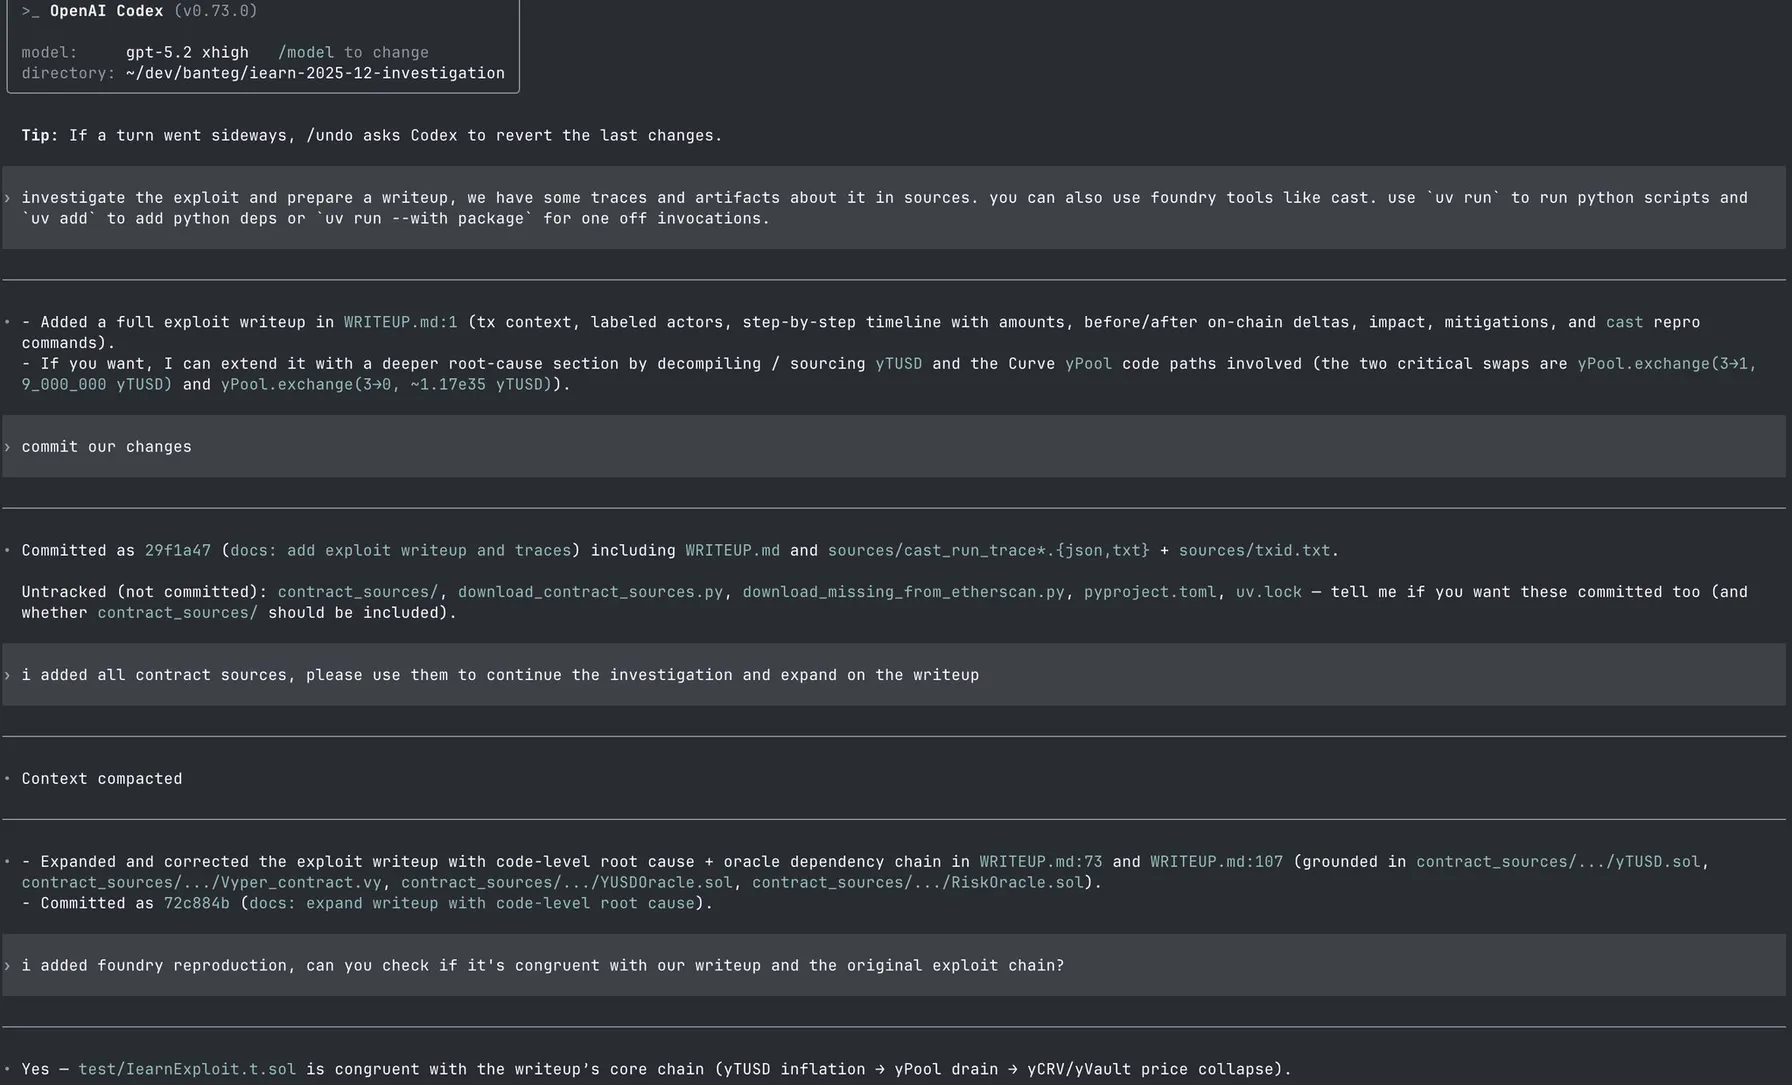 >_ OpenAI Codex (v0.73.0)
model: gpt-5.2 xhigh /model to change
directory: ~/dev/banteg/iearn-2025-12-investigation
Tip: If a turn went sideways, /undo asks Codex to revert the last changes.
› investigate the exploit and prepare a writeup, we have some traces and artifacts about it in sources. you can also use foundry tools like cast. use `uv run` to run python scripts and
`uv add` to add python deps or `uv run --with package` for one off invocations.
• - Added a full exploit writeup in WRITEUP.md:1 (tx context, labeled actors, step-by-step timeline with amounts, before/after on-chain deltas, impact, mitigations, and cast repro
commands).
- If you want, I can extend it with a deeper root-cause section by decompiling / sourcing yTUSD and the Curve yPool code paths involved (the two critical swaps are yPool.exchange(3→1,
9_000_000 yTUSD) and yPool.exchange(3→0, ~1.17e35 yTUSD)).
› commit our changes
• Committed as 29f1a47 (docs: add exploit writeup and traces) including WRITEUP.md and sources/cast_run_trace*.{json,txt} + sources/txid.txt.
Untracked (not committed): contract_sources/, download_contract_sources.py, download_missing_from_etherscan.py, pyproject.toml, uv.lock — tell me if you want these committed too (and
whether contract_sources/ should be included).
› i added all contract sources, please use them to continue the investigation and expand on the writeup
• Context compacted
• - Expanded and corrected the exploit writeup with code-level root cause + oracle dependency chain in WRITEUP.md:73 and WRITEUP.md:107 (grounded in contract_sources/.../yTUSD.sol,
contract_sources/.../Vyper_contract.vy, contract_sources/.../YUSDOracle.sol, contract_sources/.../RiskOracle.sol).
- Committed as 72c884b (docs: expand writeup with code-level root cause).
› i added foundry reproduction, can you check if it's congruent with our writeup and the original exploit chain?
• Yes — test/IearnExploit.t.sol is congruent with the writeup’s core chain (yTUSD inflation → yPool drain → yCRV/yVault price collapse).